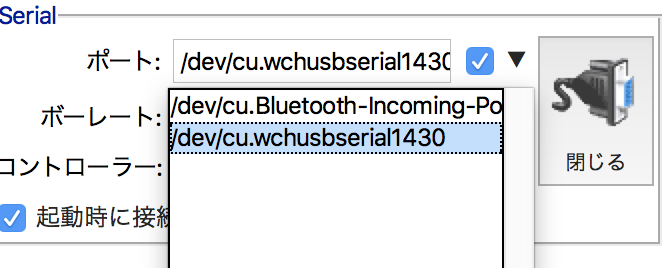 Serial
ポート: /dev/cu.wchusbserial1430 ▼
/dev/cu.Bluetooth-Incoming-Po
ボーレート:
/dev/cu.wchusbserial1430
コントローラー:
閉じる
起動時に接続